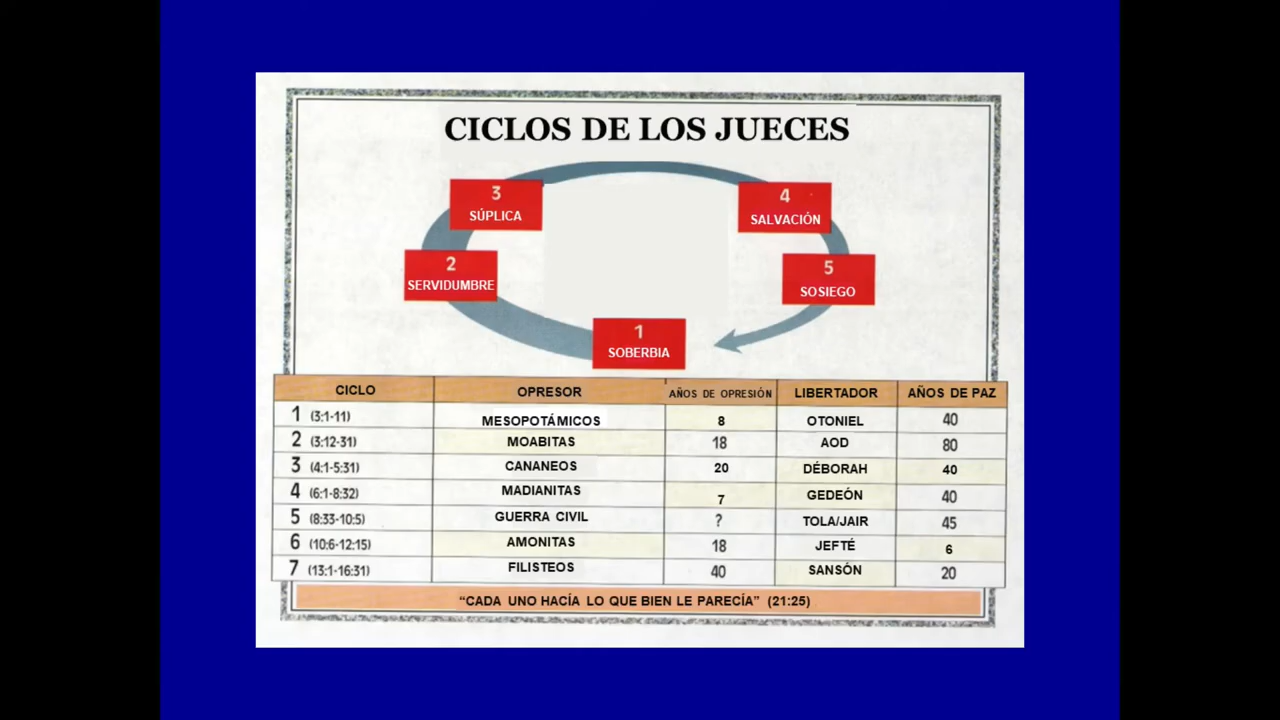 CICLOS DE LOS JUECES
3
SÚPLICA
4
SALVACIÓN
2
SERVIDUMBRE
5
SOSIEGO
1
SOBERBIA
CICLO OPRESOR AÑOS DE OPRESIÓN LIBERTADOR AÑOS DE PAZ
1 (3:1-11) MESOPOTÁMICOS 8 OTONIEL 40
2 (3:12-31) MOABITAS 18 AOD 80
3 (4:1-5:31) CANANEOS 20 DÉBORAH 40
4 (6:1-8:32) MADIANITAS 7 GEDEÓN 40
5 (8:33-10:5) GUERRA CIVIL ? TOLA/JAIR 45
6 (10:6-12:15) AMONITAS 18 JEFTÉ 6
7 (13:1-16:31) FILISTEOS 40 SANSÓN 20
“CADA UNO HACÍA LO QUE BIEN LE PARECÍA” (21:25)